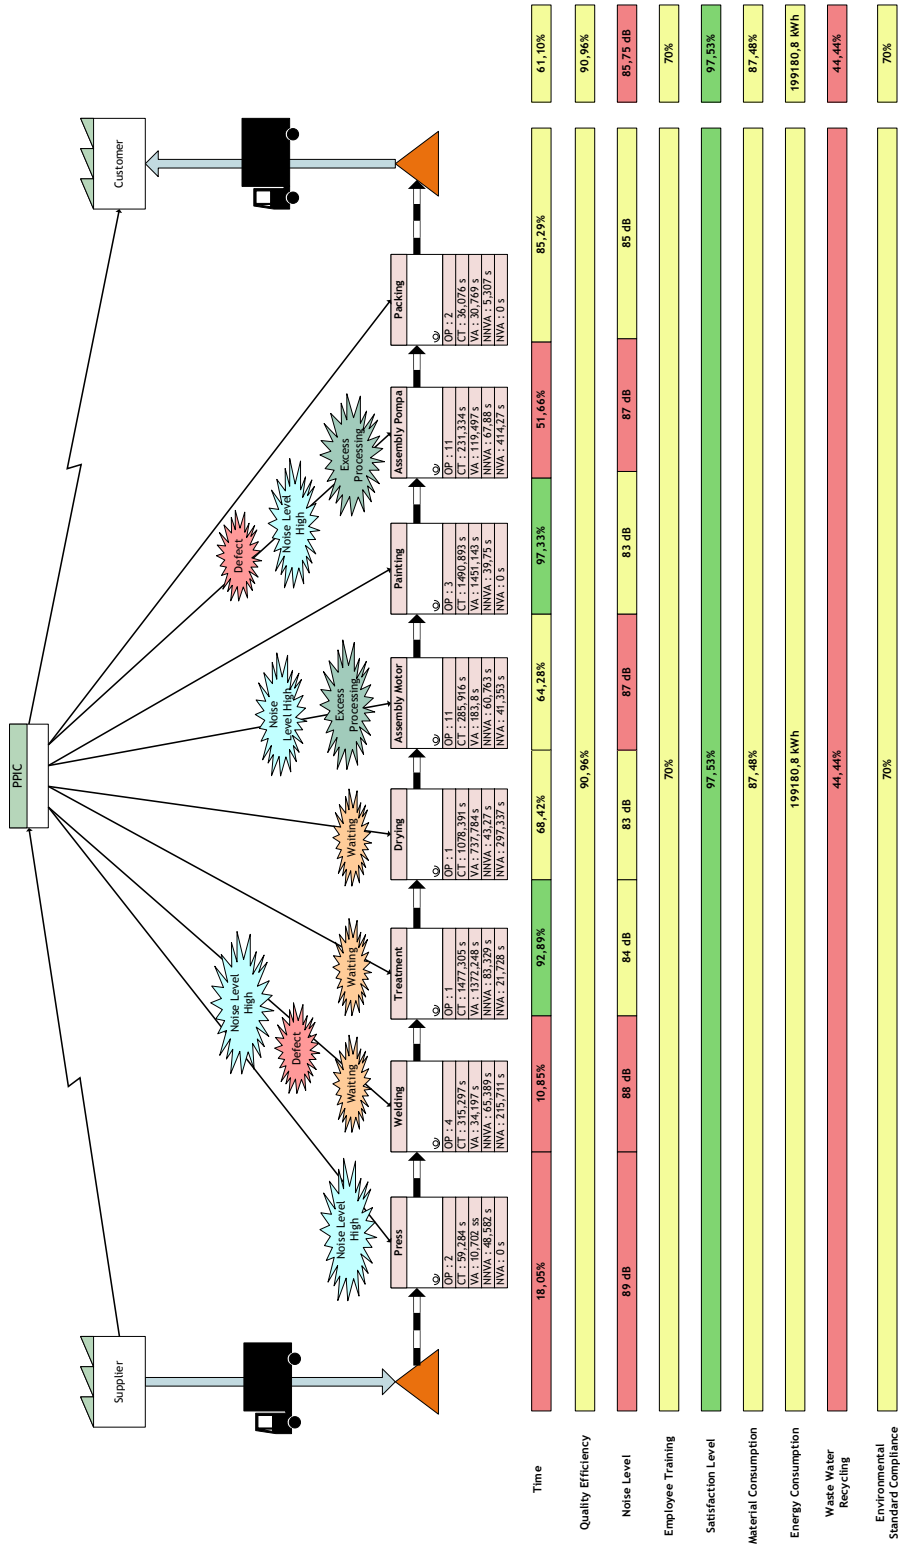 PPIC
Supplier
Customer
Noise Level
High
Noise Level
High
Defect
Waiting
Waiting
Waiting
Noise
Level High
Excess
Processing
Defect
Noise Level
High
Excess
Processing
Press
OP : 2
CT : 59,284 s
VA : 10,702 ss
NNVA : 48,582 s
NVA : 0 s
Welding
OP : 4
CT : 315,297 s
VA : 34,197 s
NNVA : 65,389 s
NVA : 215,711 s
Treatment
OP : 1
CT : 1477,305 s
VA : 1372,248 s
NNVA : 83,329 s
NVA : 21,728 s
Drying
OP : 1
CT : 1078,391 s
VA : 737,784 s
NNVA : 43,27 s
NVA : 297,337 s
Assembly Motor
OP : 11
CT : 285,916 s
VA : 183,8 s
NNVA : 60,763 s
NVA : 41,353 s
Painting
OP : 3
CT : 1490,893 s
VA : 1451,143 s
NNVA : 39,75 s
NVA : 0 s
Assembly Pompa
OP : 11
CT : 231,334 s
VA : 119,497 s
NNVA : 67,88 s
NVA : 414,27 s
Packing
OP : 2
CT : 36,076 s
VA : 30,769 s
NNVA : 5,307 s
NVA : 0 s
Time
18,05%
10,85%
92,89%
68,42%
64,28%
97,33%
51,66%
85,29%
61,10%
Quality Efficiency
90,96%
90,96%
Noise Level
89 dB
88 dB
84 dB
83 dB
87 dB
83 dB
87 dB
85 dB
85,75 dB
Employee Training
70%
70%
Satisfaction Level
97,53%
97,53%
Material Consumption
87,48%
87,48%
Energy Consumption
199180,8 kWh
199180,8 kWh
Waste Water
Recycling
44,44%
44,44%
Environmental
Standard Compliance
70%
70%